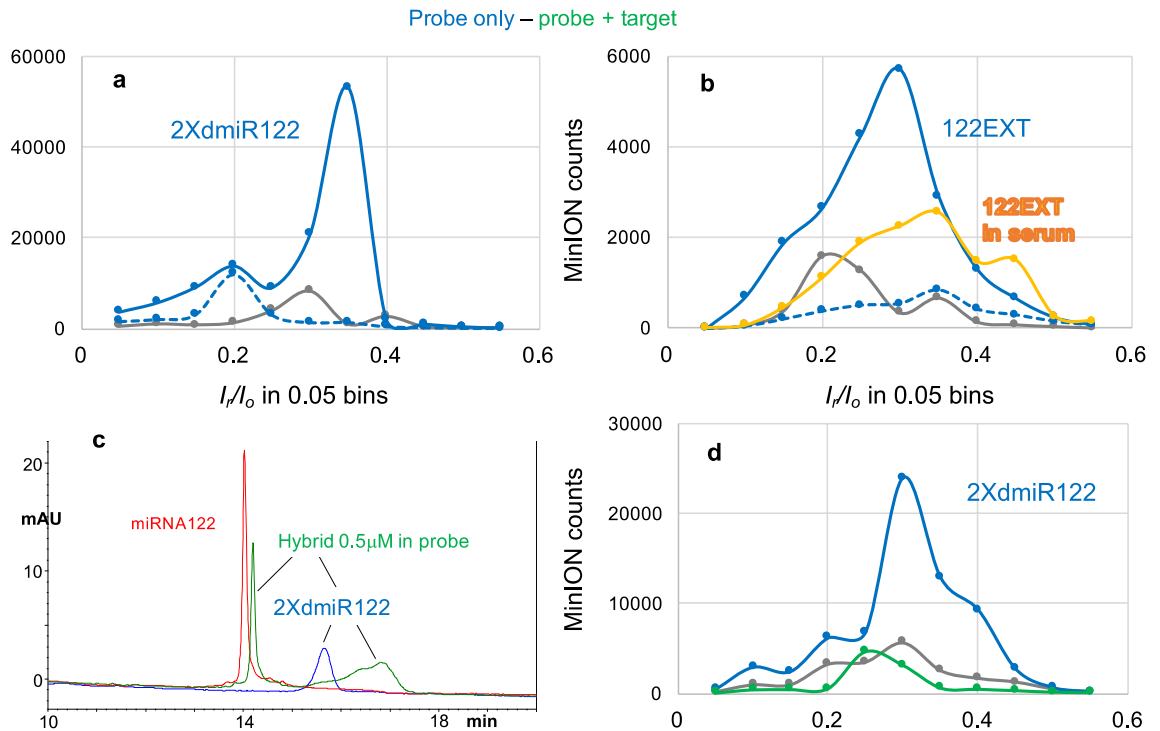 Probe only – probe + target
a
60000
40000
20000
0
2XdmiR122
0
0.2
0.4
0.6
Ir/Io in 0.05 bins
b
MinION counts
6000
4000
2000
0
122EXT
122EXT
in serum
0
0.2
0.4
0.6
Ir/Io in 0.05 bins
c
20
mAU
10
0
miRNA122
Hybrid 0.5µM in probe
2XdmiR122
10
14
18
min
d
MinION counts
30000
20000
10000
0
2XdmiR122
0
0.2
0.4
0.6